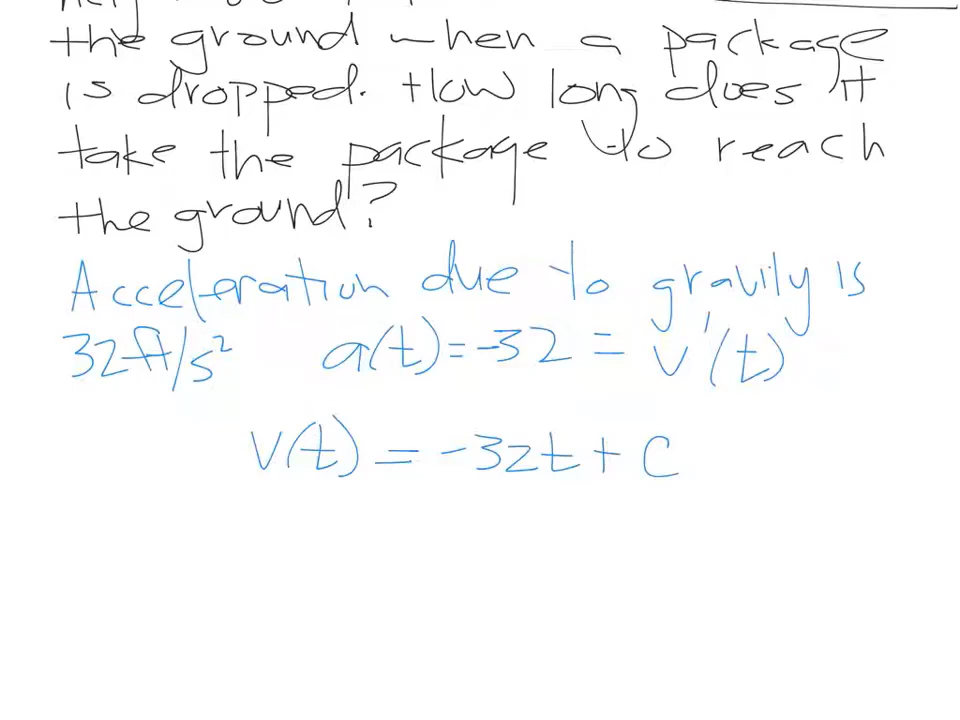 the ground when a package
is dropped. How long does it
take the package to reach
the ground?
Acceleration due to gravity is
32ft/s² a(t)=-32 = v'(t)
v(t) = -32t + C